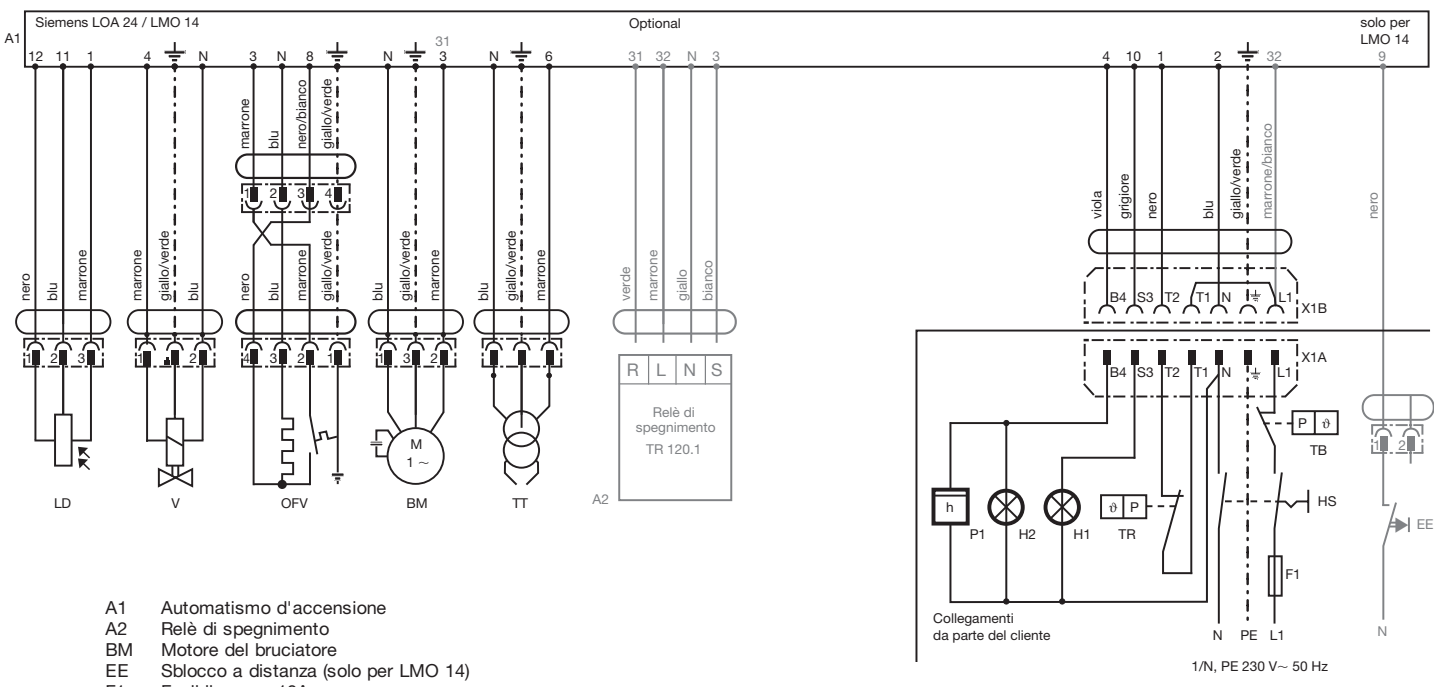 Siemens LOA 24 / LMO 14 Optional solo per
LMO 14
A1
31
12 11 1 4 N 3 N 8 N 3 N 6 31 32 N 3 4 10 1 2 32 9
marrone blu nero/bianco giallo/verde
viola grigiore nero blu giallo/verde marrone/bianco nero
1 2 3 4
nero blu marrone
marrone giallo/verde blu
nero blu marrone giallo/verde
blu giallo/verde marrone
blu giallo/verde marrone
verde marrone giallo bianco
B4 S3 T2 T1 N L1 X1B
1 2 3 1 2 4 3 2 1 1 3 2
X1A
B4 S3 T2 T1 N L1
R L N S
Relè di
spegnimento
TR 120.1
A2
M
1 ~
P ϑ
TB
1 2
LD V OFV BM TT
h
P1 H2 H1
ϑ P
TR
HS
EE
F1
Collegamenti
da parte del cliente
N PE L1 N
1/N, PE 230 V~ 50 Hz
A1 Automatismo d'accensione
A2 Relè di spegnimento
BM Motore del bruciatore
EE Sblocco a distanza (solo per LMO 14)